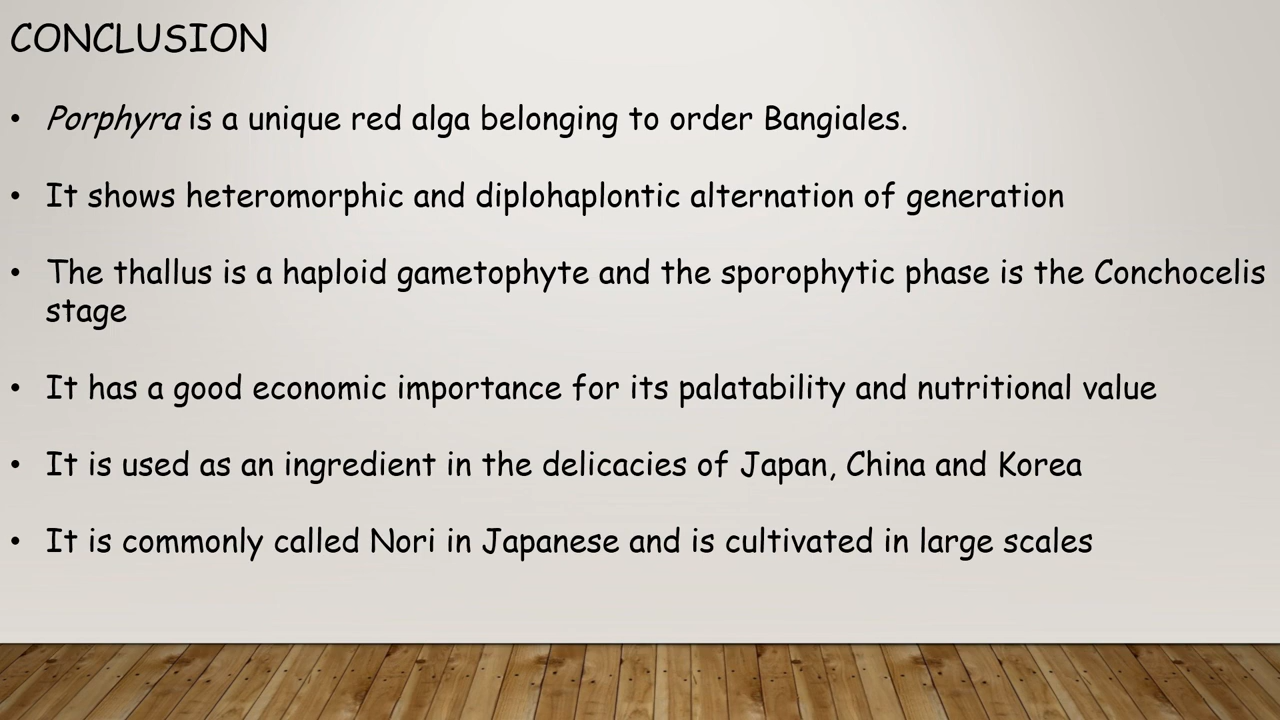 CONCLUSION
• Porphyra is a unique red alga belonging to order Bangiales.
• It shows heteromorphic and diplohaplontic alternation of generation
• The thallus is a haploid gametophyte and the sporophytic phase is the Conchocelis
stage
• It has a good economic importance for its palatability and nutritional value
• It is used as an ingredient in the delicacies of Japan, China and Korea
• It is commonly called Nori in Japanese and is cultivated in large scales